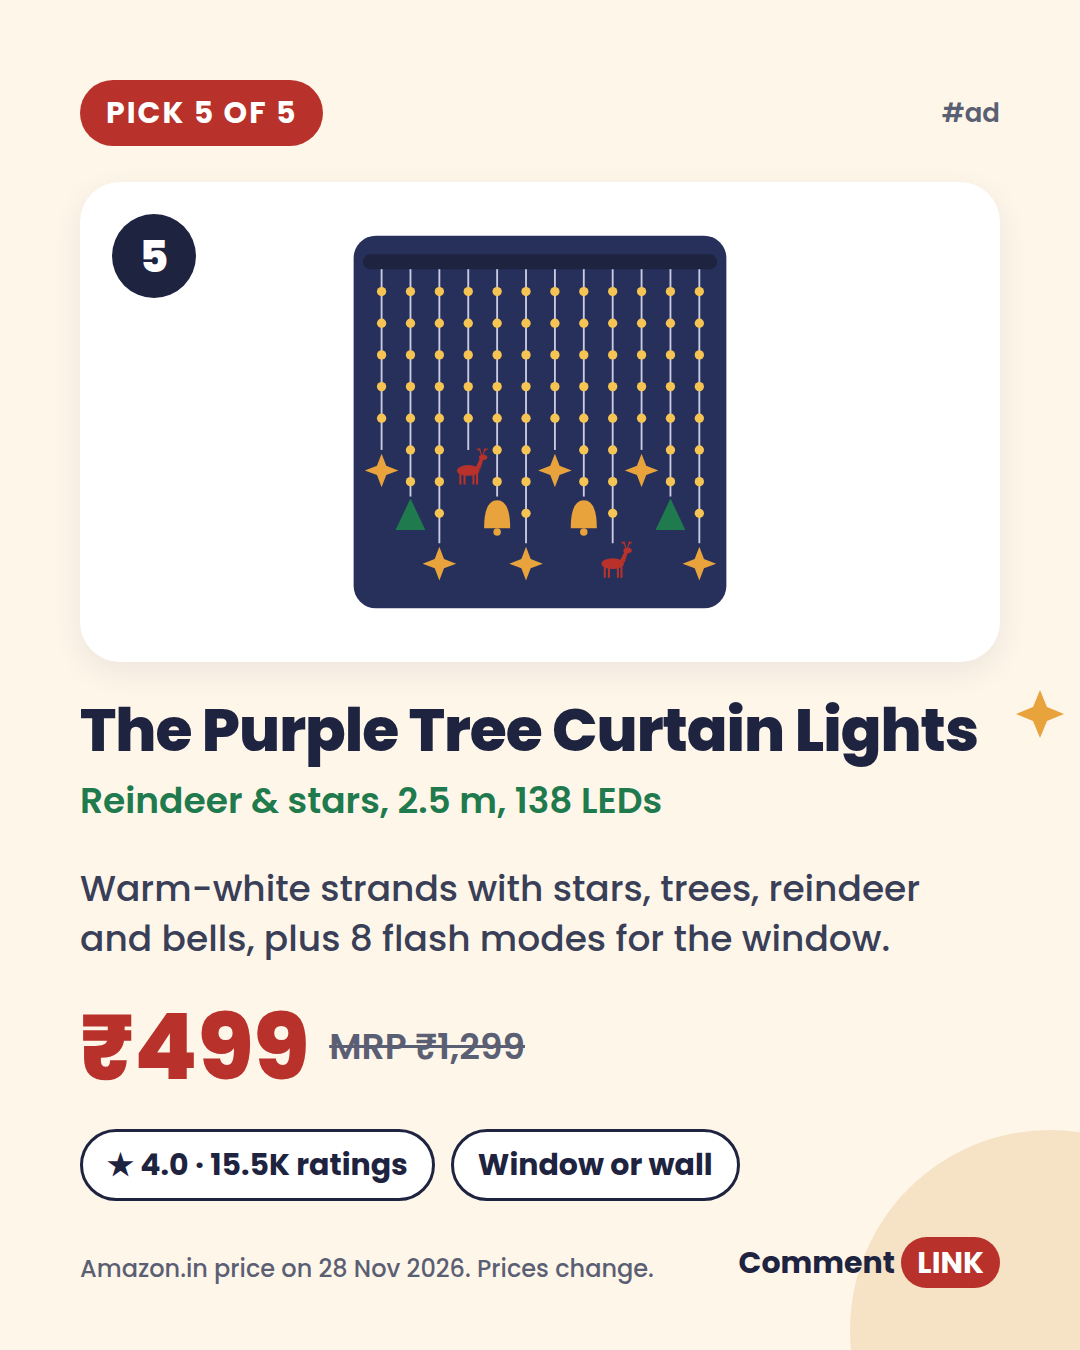 PICK 5 OF 5
#ad
5
The Purple Tree Curtain Lights
Reindeer & stars, 2.5 m, 138 LEDs
Warm-white strands with stars, trees, reindeer
and bells, plus 8 flash modes for the window.
₹499 MRP ₹1,299
★ 4.0 · 15.5K ratings
Window or wall
Amazon.in price on 28 Nov 2026. Prices change.
Comment LINK